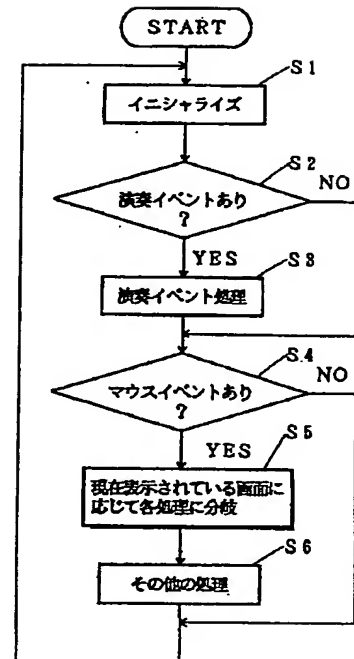 START
S1
イニシャライズ
S2
演奏イベントあり
?
NO
YES
S3
演奏イベント処理
S4
マウスイベントあり
?
NO
YES
S5
現在表示されている画面に
応じて各処理に分岐
S6
その他の処理